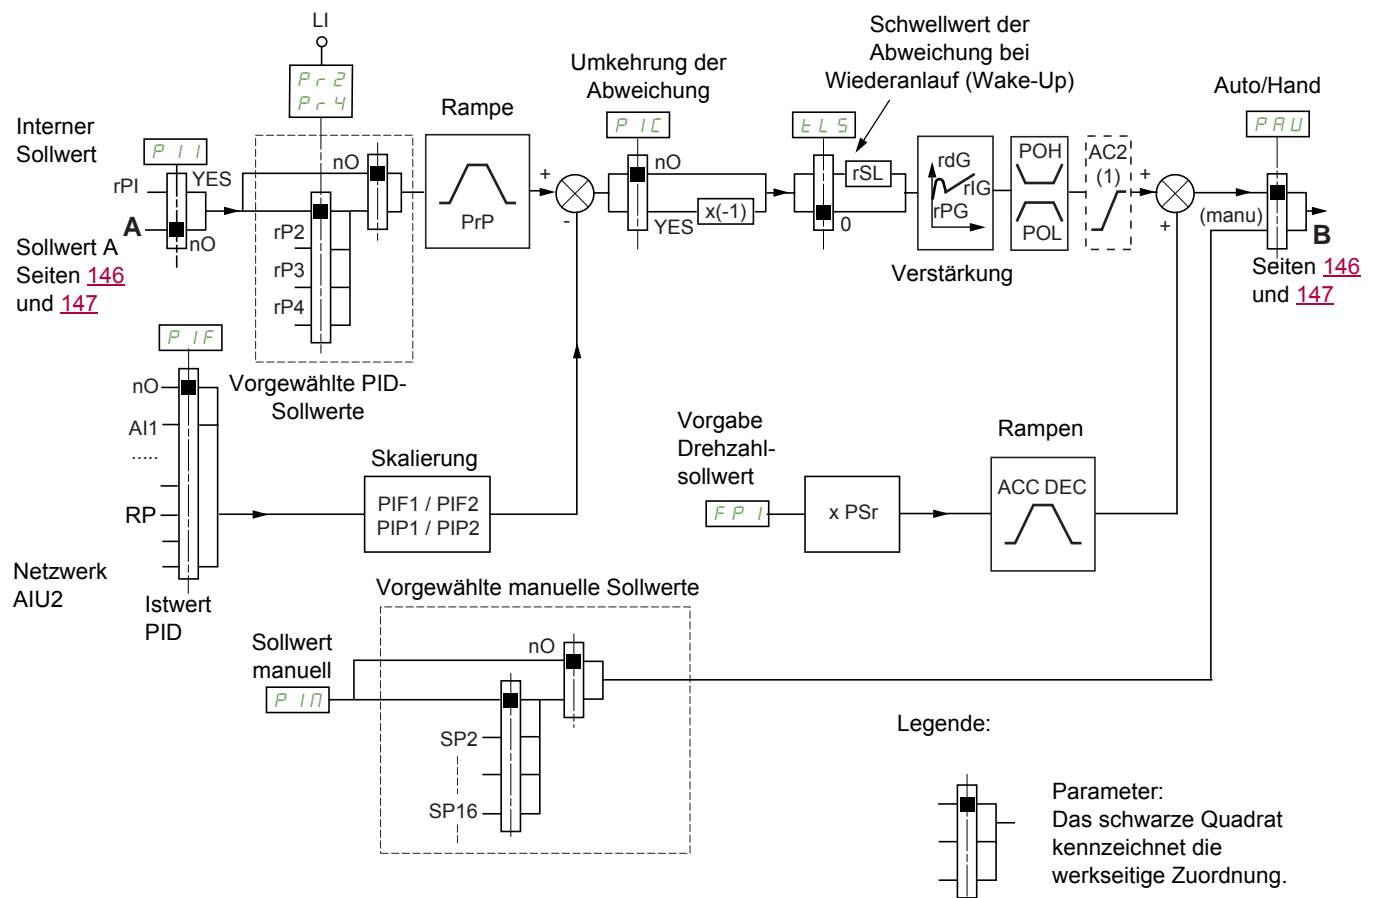 LI
Pr2
Pr4
Interner
Sollwert
PII
rPI
YES
A
nO
Sollwert A
Seiten 146
und 147
nO
rP2
rP3
rP4
Vorgewählte PID-
Sollwerte
Rampe
PrP
+
-
Umkehrung der
Abweichung
PIC
nO
YES
x(-1)
Schwellwert der
Abweichung bei
Wiederanlauf (Wake-Up)
tLS
rSL
0
rdG
rIG
rPG
Verstärkung
POH
POL
AC2
(1)
+
+
Auto/Hand
PAU
(manu)
B
Seiten 146
und 147
PIF
nO
AI1
.....
RP
Netzwerk
AIU2
Istwert
PID
Skalierung
PIF1 / PIF2
PIP1 / PIP2
Vorgabe
Drehzahl-
sollwert
FPI
x PSr
Rampen
ACC DEC
Vorgewählte manuelle Sollwerte
Sollwert
manuell
PIM
nO
SP2
SP16
Legende:
Parameter:
Das schwarze Quadrat
kennzeichnet die
werkseitige Zuordnung.